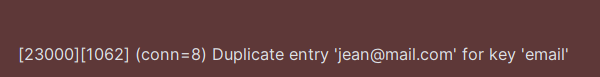 [23000][1062] (conn=8) Duplicate entry 'jean@mail.com' for key 'email'